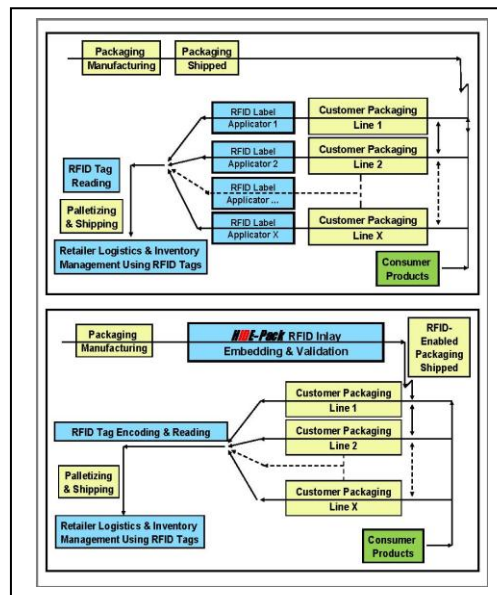 Packaging
Manufacturing
Packaging
Shipped
RFID Label
Applicator 1
Customer Packaging
Line 1
RFID Label
Applicator 2
Customer Packaging
Line 2
RFID Tag
Reading
RFID Label
Applicator ...
Palletizing
& Shipping
RFID Label
Applicator X
Customer Packaging
Line X
Retailer Logistics & Inventory
Management Using RFID Tags
Consumer
Products
Packaging
Manufacturing
RFID Inlay
Embedding & Validation
RFID-
Enabled
Packaging
Shipped
Customer Packaging
Line 1
RFID Tag Encoding & Reading
Customer Packaging
Line 2
Palletizing
& Shipping
Customer Packaging
Line X
Retailer Logistics & Inventory
Management Using RFID Tags
Consumer
Products